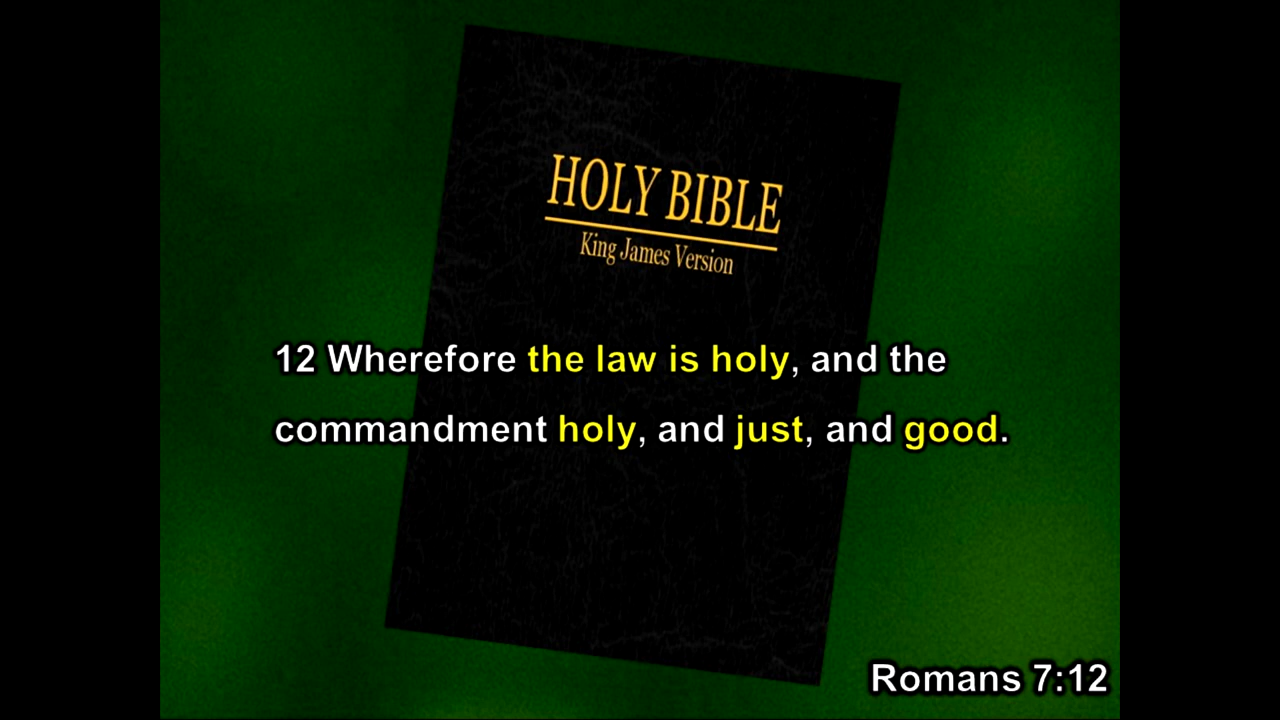 HOLY BIBLE
King James Version
12 Wherefore the law is holy, and the
commandment holy, and just, and good.
Romans 7:12